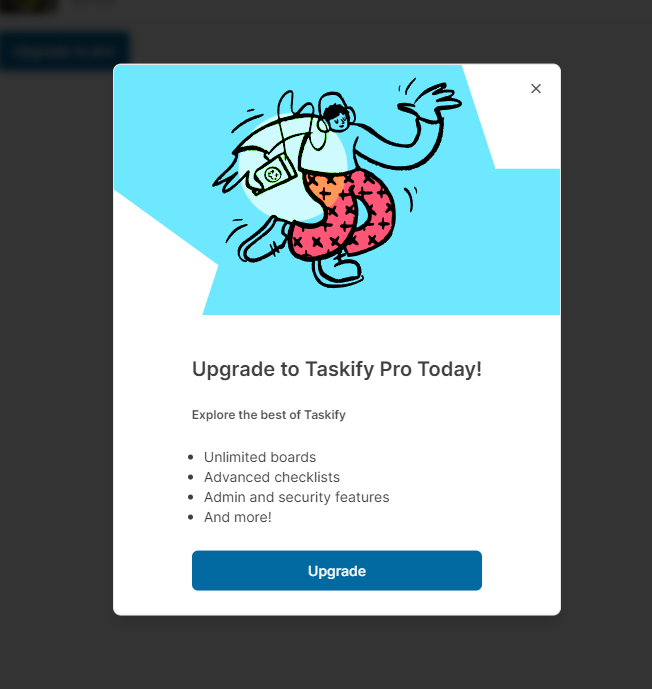 Upgrade to Taskify Pro Today!
Explore the best of Taskify
Unlimited boards
Advanced checklists
Admin and security features
And more!
Upgrade